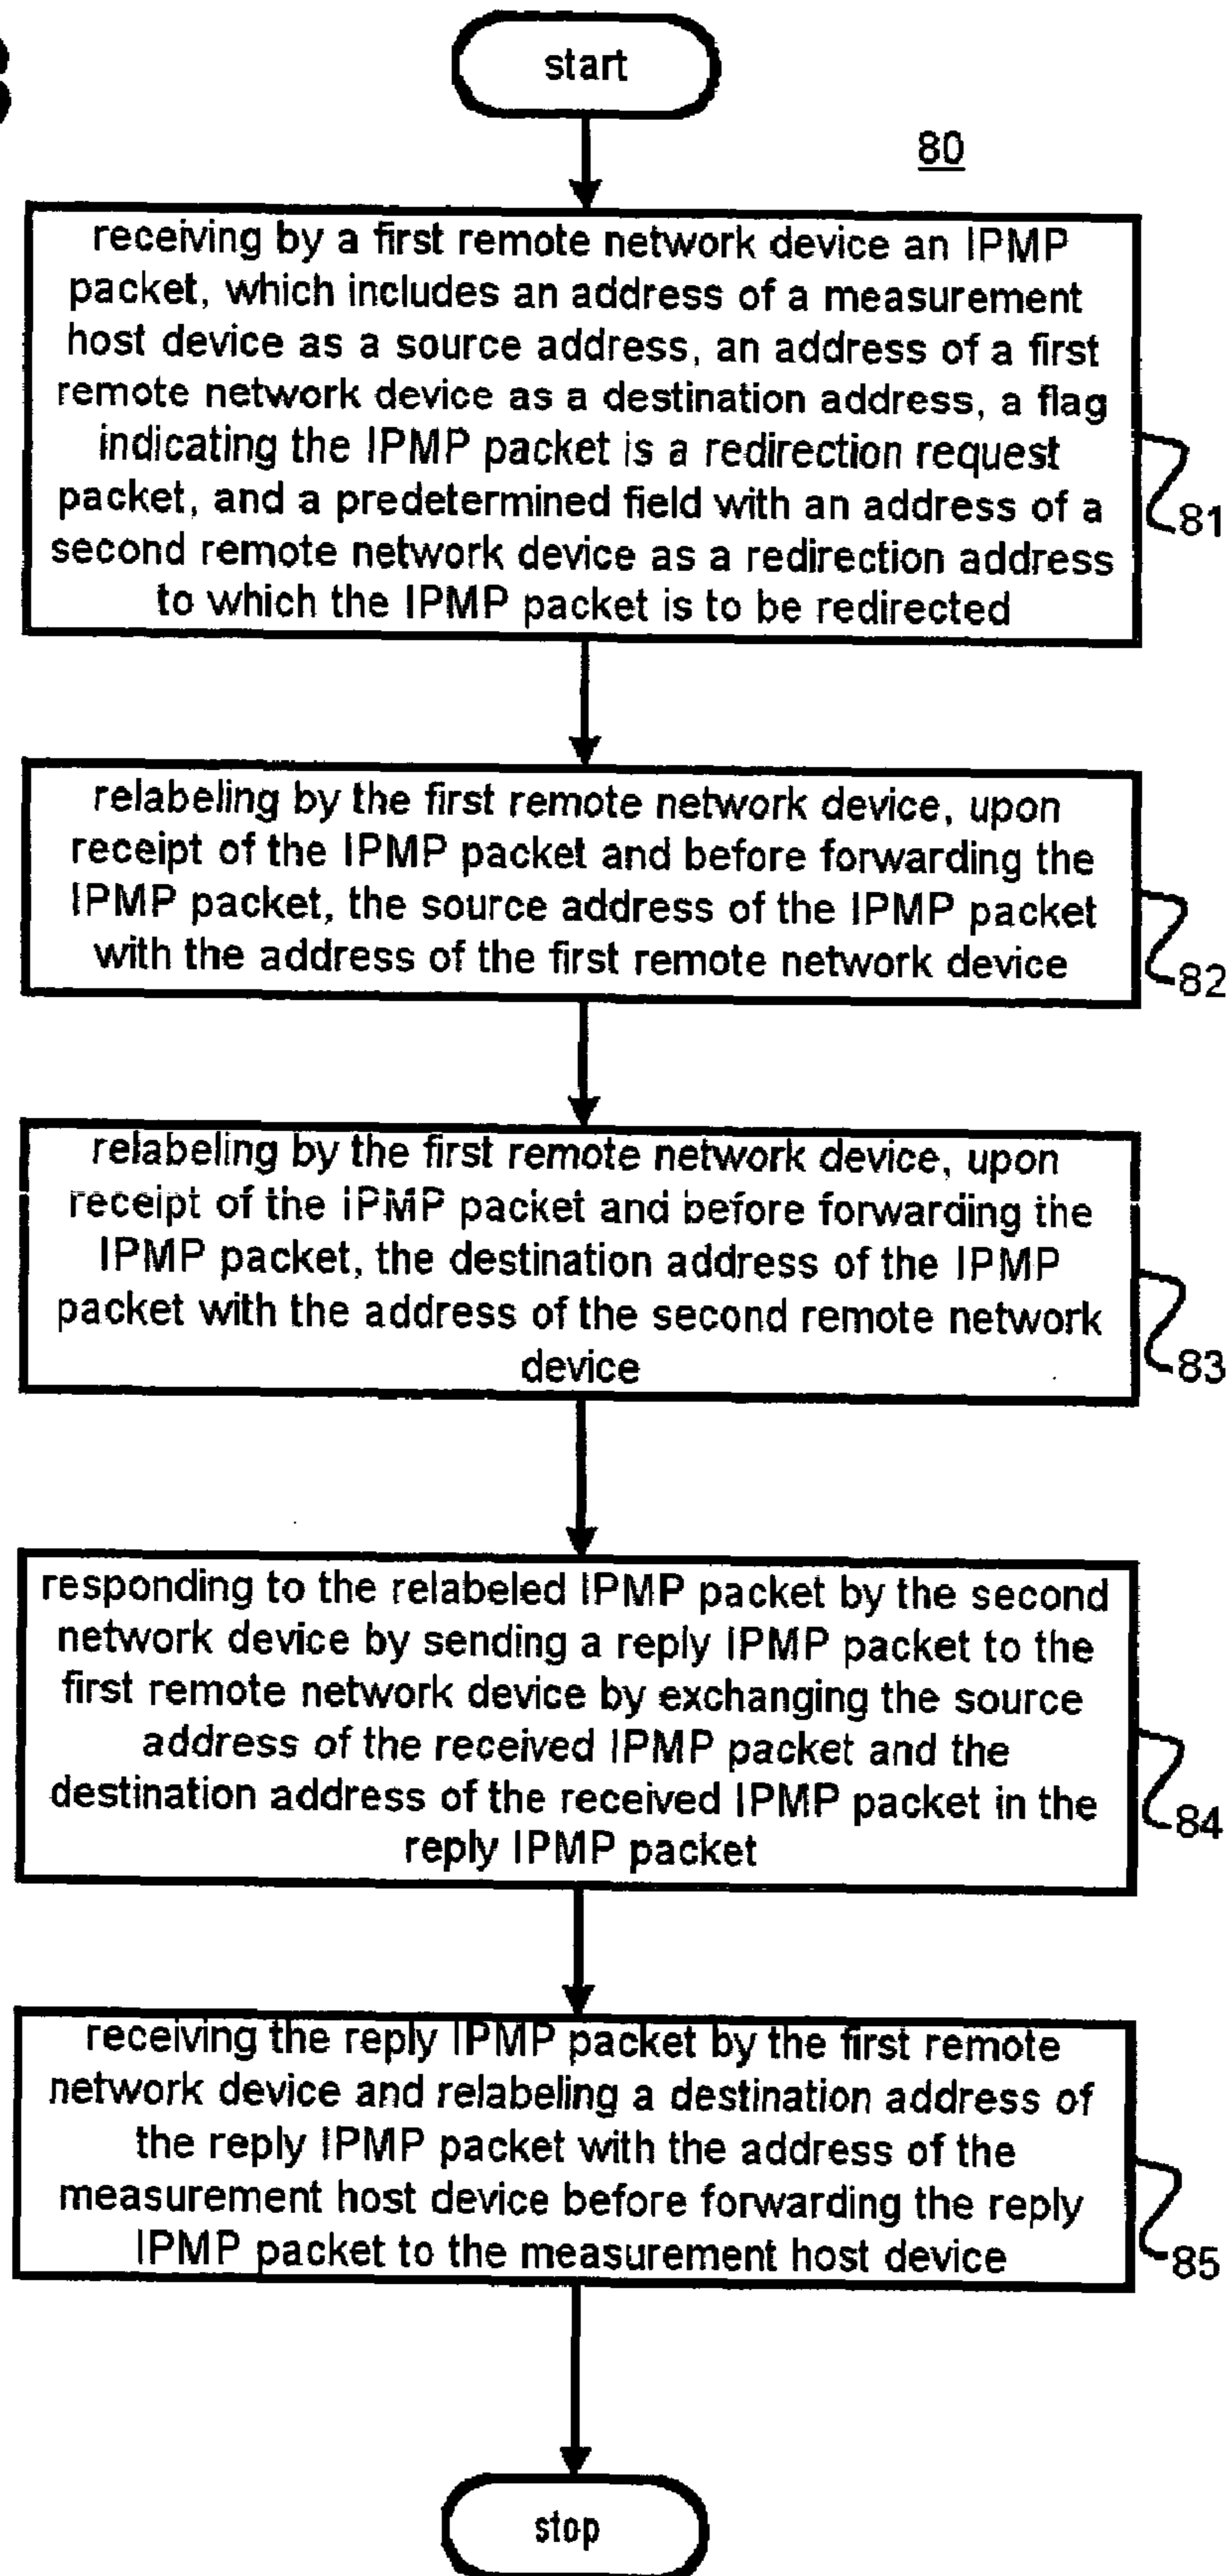 start
80
receiving by a first remote network device an IPMP
packet, which includes an address of a measurement
host device as a source address, an address of a first
remote network device as a destination address, a flag
indicating the IPMP packet is a redirection request
packet, and a predetermined field with an address of a
second remote network device as a redirection address
to which the IPMP packet is to be redirected
81
relabeling by the first remote network device, upon
receipt of the IPMP packet and before forwarding the
IPMP packet, the source address of the IPMP packet
with the address of the first remote network device
82
relabeling by the first remote network device, upon
receipt of the IPMP packet and before forwarding the
IPMP packet, the destination address of the IPMP
packet with the address of the second remote network
device
83
responding to the relabeled IPMP packet by the second
network device by sending a reply IPMP packet to the
first remote network device by exchanging the source
address of the received IPMP packet and the
destination address of the received IPMP packet in the
reply IPMP packet
84
receiving the reply IPMP packet by the first remote
network device and relabeling a destination address of
the reply IPMP packet with the address of the
measurement host device before forwarding the reply
IPMP packet to the measurement host device
85
stop